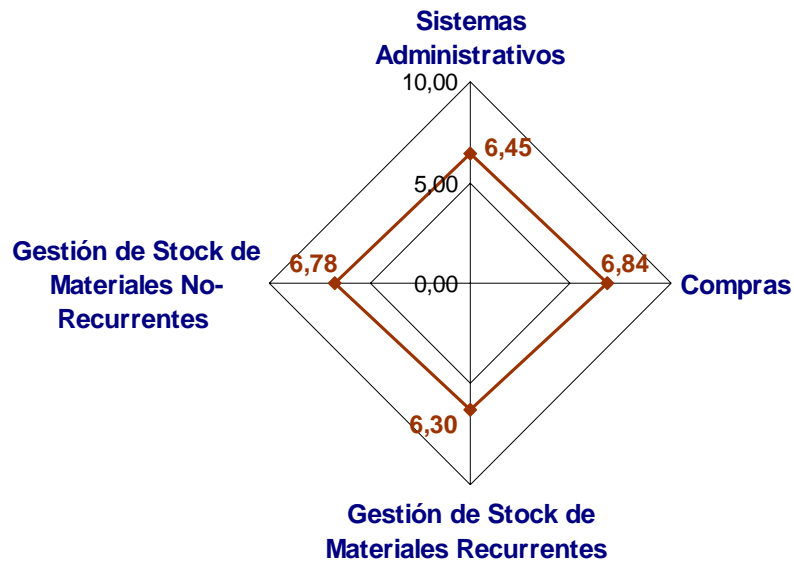 Sistemas
Administrativos
10,00
6,45
5,00
Gestión de Stock de
Materiales No-
Recurrentes
6,78
0,00
6,84
Compras
6,30
Gestión de Stock de
Materiales Recurrentes